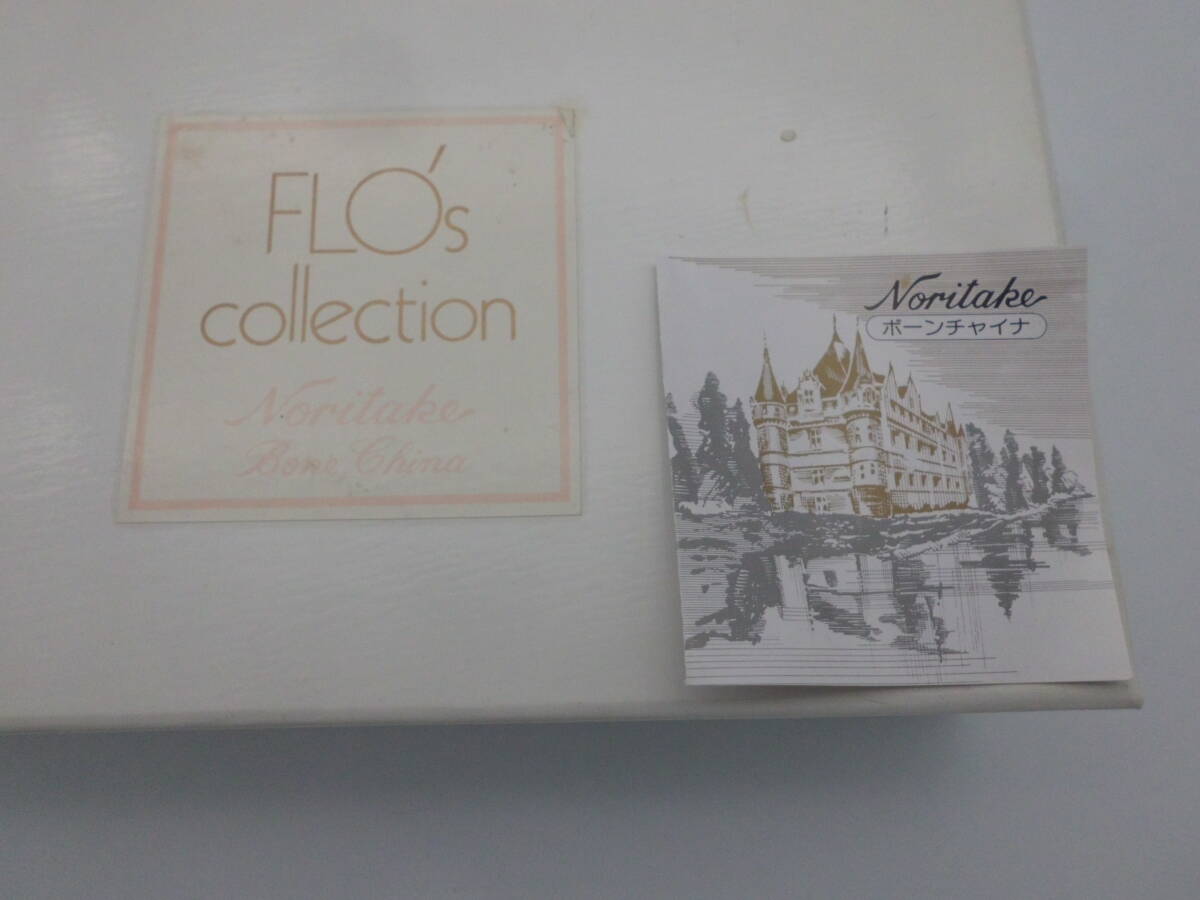 FLO's
collection
Noritake
Bone China
Noritake
ボーンチャイナ